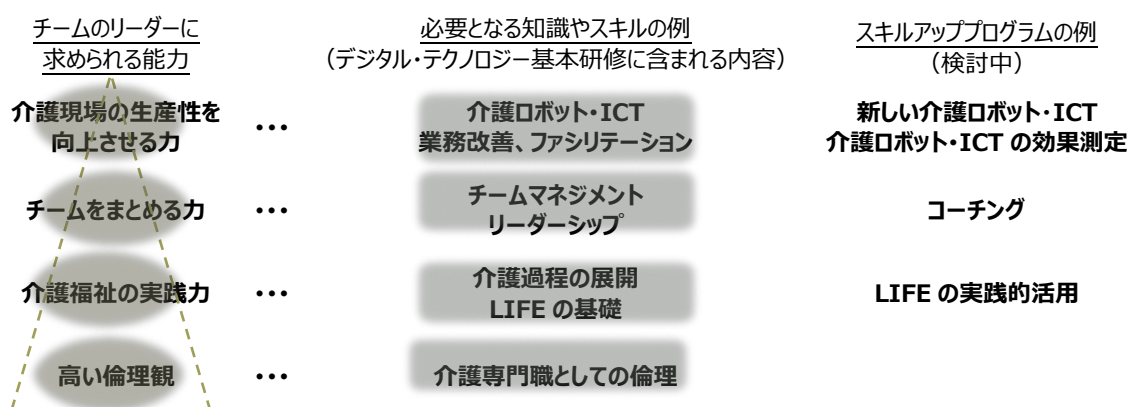 チームのリーダーに
求められる能力
必要となる知識やスキルの例
（デジタル・テクノロジー基本研修に含まれる内容）
スキルアッププログラムの例
（検討中）
介護現場の生産性を
向上させる力
…
介護ロボット・ICT
業務改善、ファシリテーション
新しい介護ロボット・ICT
介護ロボット・ICT の効果測定
チームをまとめる力
…
チームマネジメント
リーダーシップ
コーチング
介護福祉の実践力
…
介護過程の展開
LIFE の基礎
LIFE の実践的活用
高い倫理観
…
介護専門職としての倫理